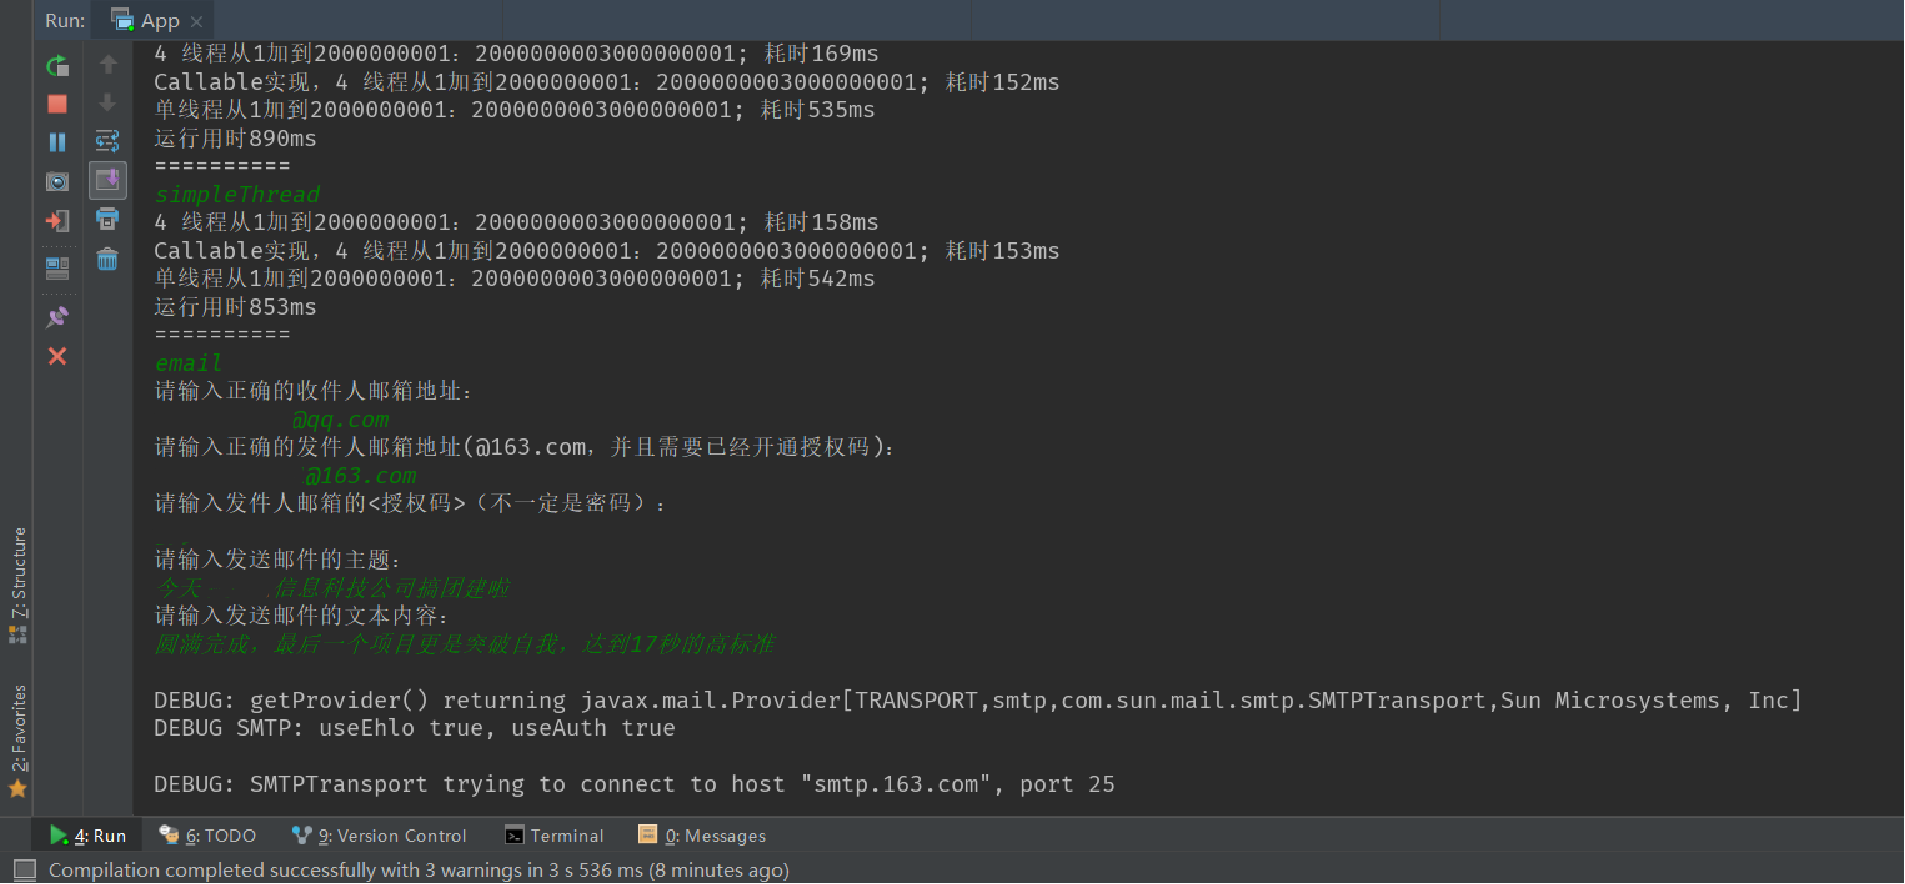 Run: App
4 线程从1加到2000000001：2000000003000000001; 耗时169ms
Callable实现，4 线程从1加到2000000001：2000000003000000001; 耗时152ms
单线程从1加到2000000001：2000000003000000001; 耗时535ms
运行用时890ms
==========
simpleThread
4 线程从1加到2000000001：2000000003000000001; 耗时158ms
Callable实现，4 线程从1加到2000000001：2000000003000000001; 耗时153ms
单线程从1加到2000000001：2000000003000000001; 耗时542ms
运行用时853ms
==========
email
请输入正确的收件人邮箱地址：
@qq.com
请输入正确的发件人邮箱地址(@163.com，并且需要已经开通授权码)：
@163.com
请输入发件人邮箱的<授权码>（不一定是密码）：
请输入发送邮件的主题：
今天 信息科技公司搞团建啦
请输入发送邮件的文本内容：
圆满完成，最后一个项目更是突破自我，达到17秒的高标准
DEBUG: getProvider() returning javax.mail.Provider[TRANSPORT,smtp,com.sun.mail.smtp.SMTPTransport,Sun Microsystems, Inc]
DEBUG SMTP: useEhlo true, useAuth true
DEBUG: SMTPTransport trying to connect to host "smtp.163.com", port 25
Z: Structure
2: Favorites
4: Run 6: TODO 9: Version Control Terminal 0: Messages
Compilation completed successfully with 3 warnings in 3 s 536 ms (8 minutes ago)